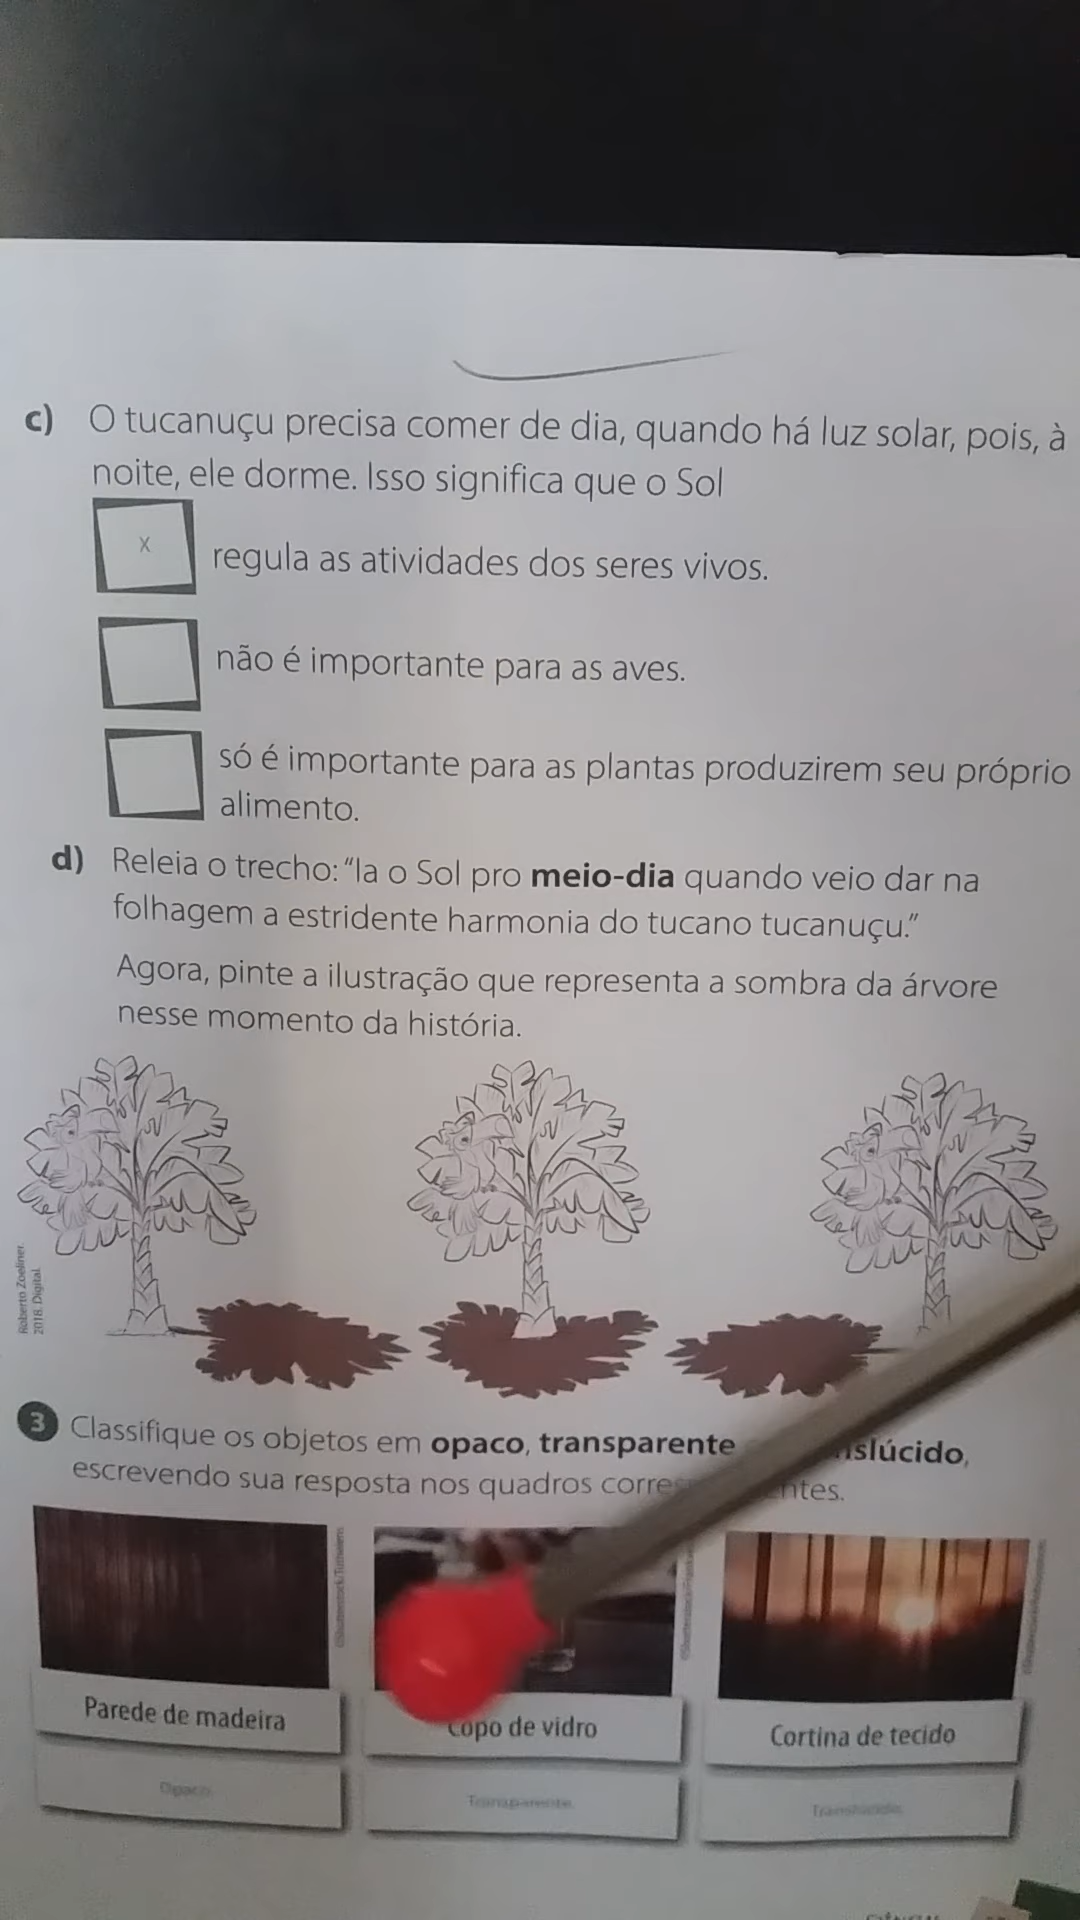 c) O tucanuçu precisa comer de dia, quando há luz solar, pois, à
noite, ele dorme. Isso significa que o Sol
x regula as atividades dos seres vivos.
não é importante para as aves.
só é importante para as plantas produzirem seu próprio
alimento.
d) Releia o trecho: “Ia o Sol pro meio-dia quando veio dar na
folhagem a estridente harmonia do tucano tucanuçu.”
Agora, pinte a ilustração que representa a sombra da árvore
nesse momento da história.
Roberto Zoellner.
2018. Digital.
3 Classifique os objetos em opaco, transparente
escrevendo sua resposta nos quadros
Parede de madeira
Copo de vidro
Cortina de tecido
Opaco.
Transparente.
Translúcido.